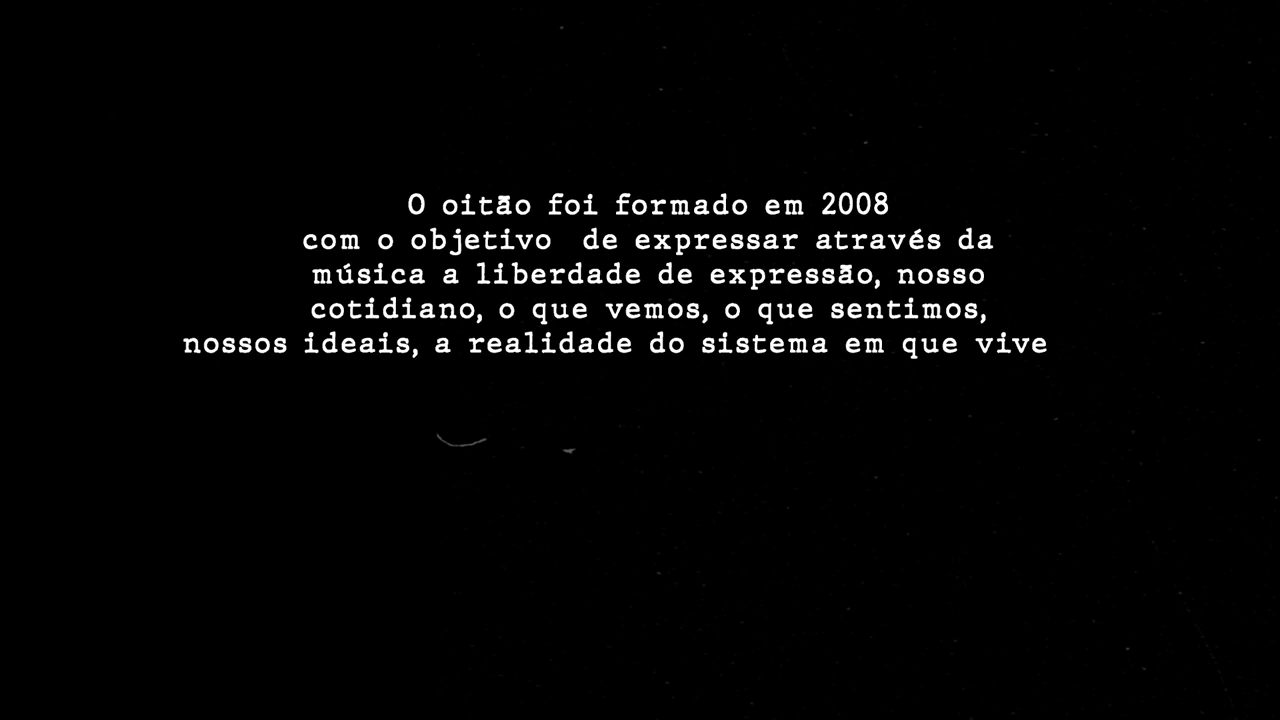 O oitão foi formado em 2008
com o objetivo de expressar através da
música a liberdade de expressão, nosso
cotidiano, o que vemos, o que sentimos,
nossos ideais, a realidade do sistema em que vive